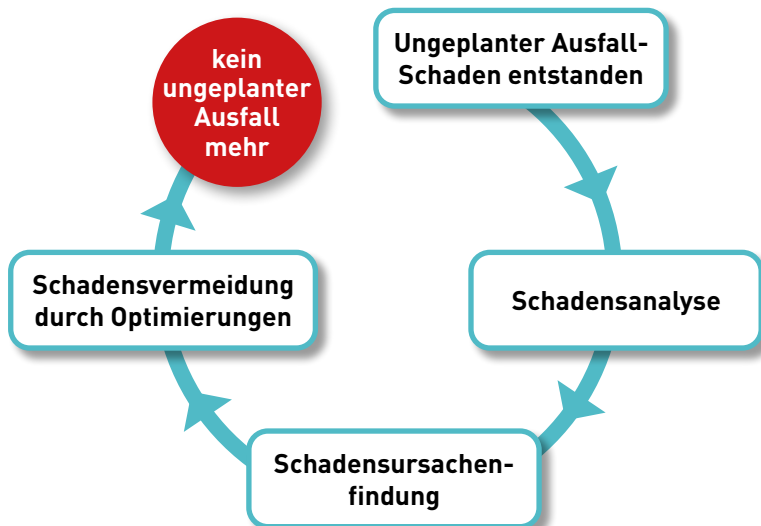 Ungeplanter Ausfall-
Schaden entstanden
Schadensanalyse
Schadensursachen-
findung
Schadensvermeidung
durch Optimierungen
kein
ungeplanter
Ausfall
mehr